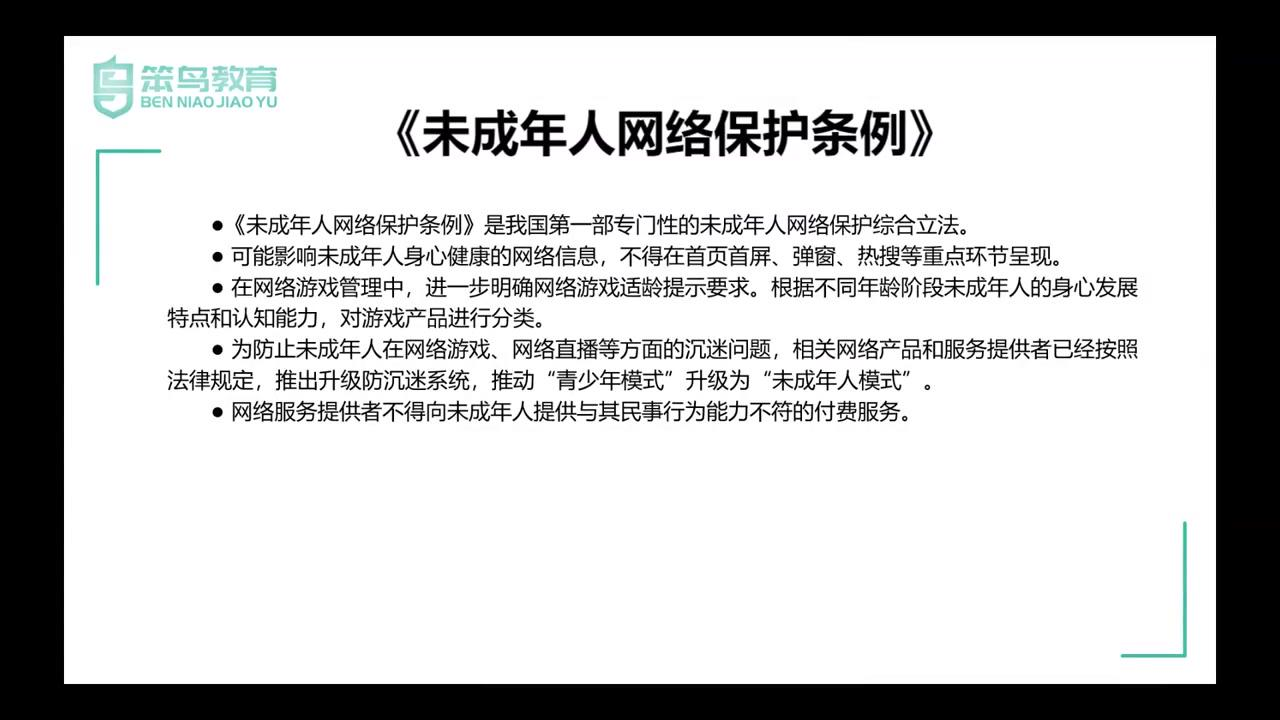 笨鸟教育
BEN NIAO JIAO YU
《未成年人网络保护条例》
●《未成年人网络保护条例》是我国第一部专门性的未成年人网络保护综合立法。
● 可能影响未成年人身心健康的网络信息，不得在首页首屏、弹窗、热搜等重点环节呈现。
● 在网络游戏管理中，进一步明确网络游戏适龄提示要求。根据不同年龄阶段未成年人的身心发展
特点和认知能力，对游戏产品进行分类。
● 为防止未成年人在网络游戏、网络直播等方面的沉迷问题，相关网络产品和服务提供者已经按照
法律规定，推出升级防沉迷系统，推动“青少年模式”升级为“未成年人模式”。
● 网络服务提供者不得向未成年人提供与其民事行为能力不符的付费服务。